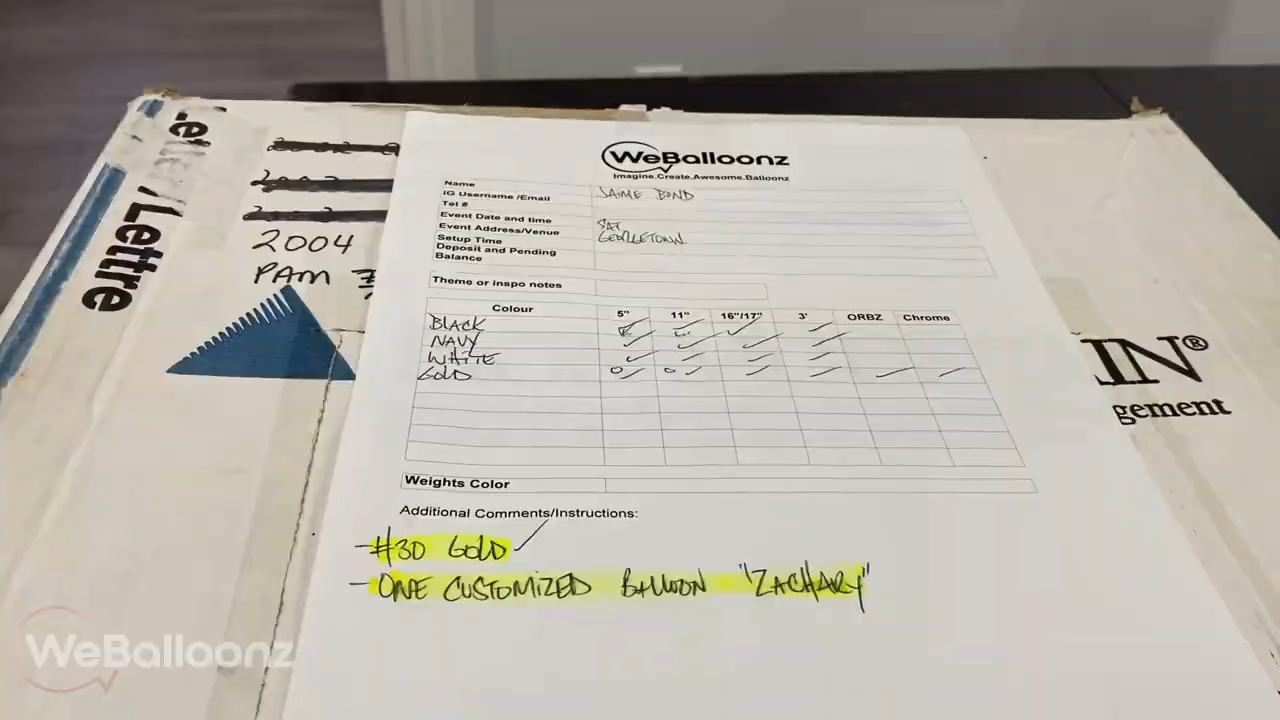 Letter/Lettre
2004
PAM
WeBalloonz
Imagine.Create.Awesome.Balloonz
Name
JAIME BOND
IG Username /Email
Tel #
Event Date and time
SAT
Event Address/Venue
GEORGETOWN
Setup Time
Deposit and Pending
Balance
Theme or inspo notes
Colour 5" 11" 16"/17" 3' ORBZ Chrome
BLACK
NAVY
WHITE
GOLD
IN®
gement
Weights Color
Additional Comments/Instructions:
- #30 GOLD
- ONE CUSTOMIZED BALLOON "ZACHARY"
WeBalloonz